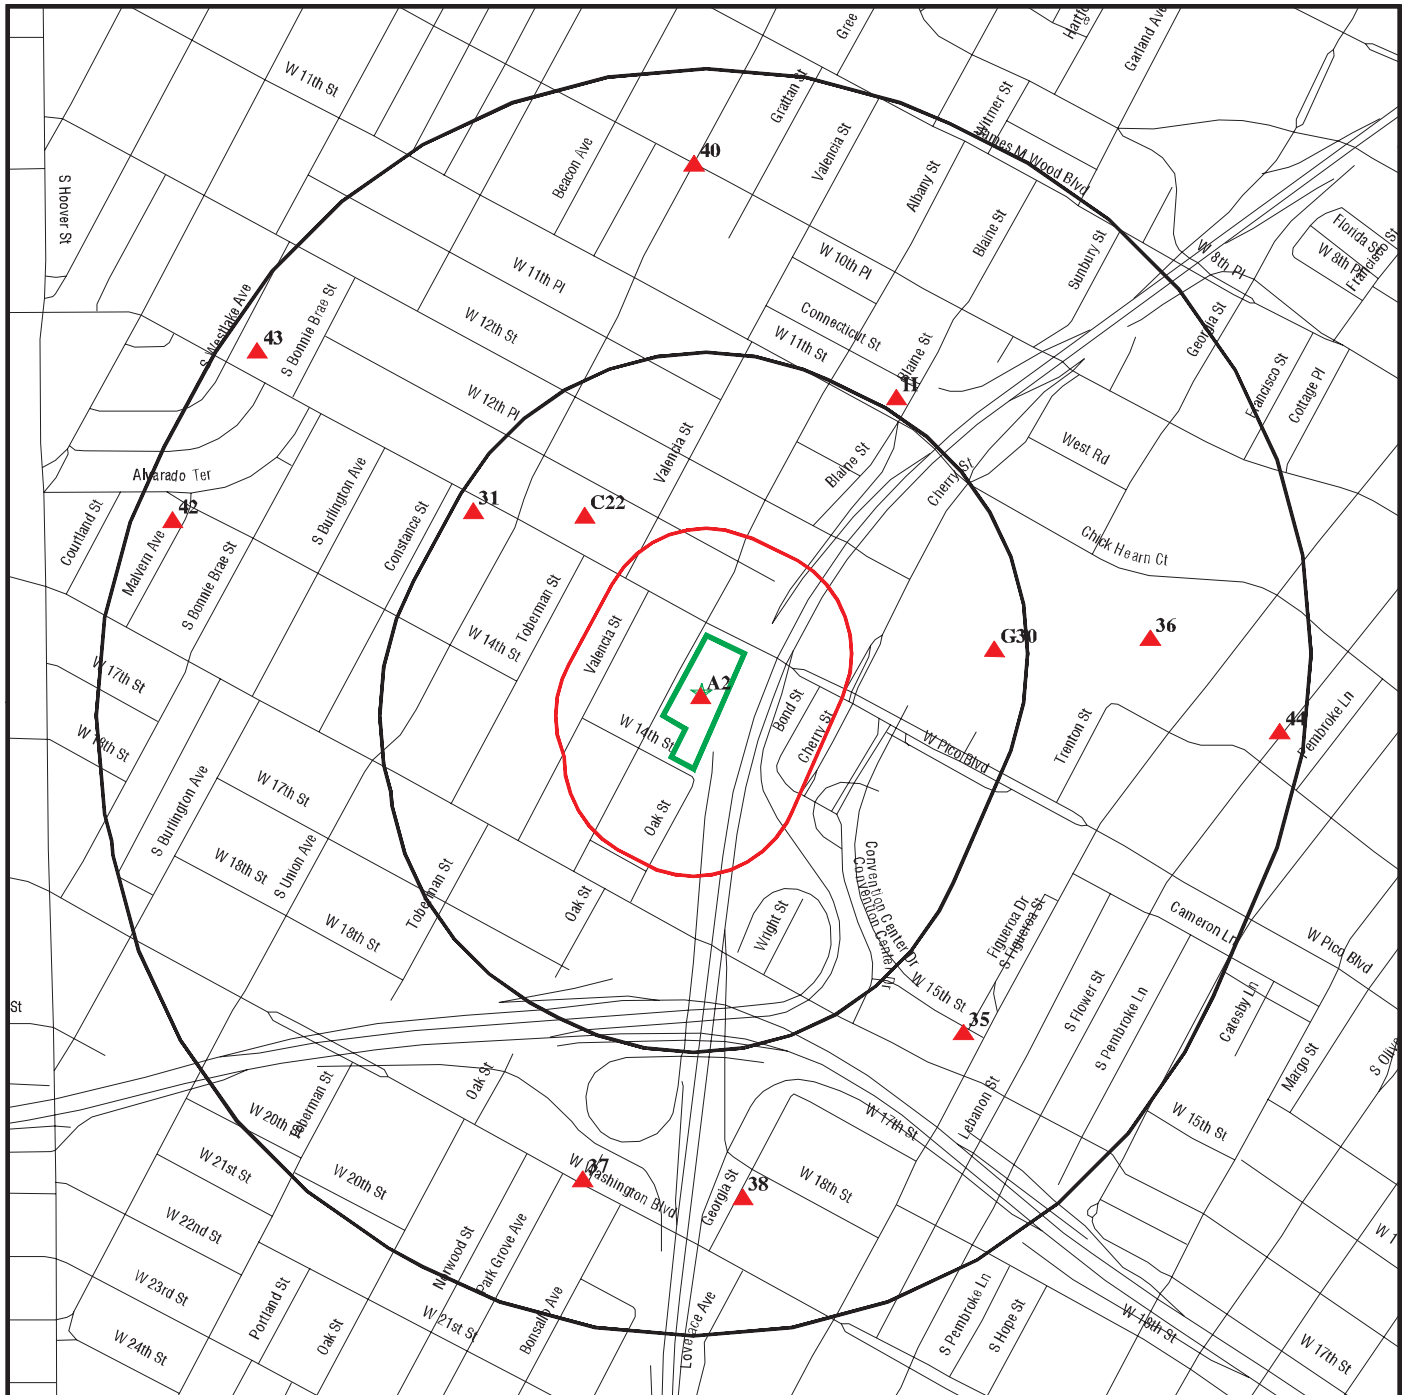 Gree
Hartfo
Garland Ave
W 11th St
Grattan St
Witmer St
James M Wood Blvd
Valencia St
40
Beacon Ave
Albany St
S Hoover St
Blaine St
Sunbury St
W 8th Pl
Florida St
W 8th Pl
Francisco St
W 10th Pl
W 11th Pl
S Westlake Ave
S Bonnie Brae St
Connecticut St
W 12th St
W 11th St
Georgia St
43
Blaine St
H
Francisco St
Cottage Pl
W 12th Pl
Valencia St
West Rd
Blaine St
Cherry St
Alvarado Ter
S Burlington Ave
31
C22
42
Courtland St
Constance St
Malvern Ave
Chick Hearn Ct
S Bonnie Brae St
Toberman St
W 14th St
Valencia St
G30
36
W 17th St
A2
Bond St
Cherry St
W 14th St
W 18th St
W Pico Blvd
Trenton St
44
Pembroke Ln
W 17th St
S Burlington Ave
Oak St
W 18th St
S Union Ave
Toberman St
Convention Center Dr
Convention Center Dr
Oak St
Wright St
W 18th St
Figueroa Dr
S Figueroa St
Cameron Ln
W Pico Blvd
St
W 15th St
S Flower St
S Pembroke Ln
Catesby Ln
35
Margo St
S Olive
Oak St
Toberman St
W 20th St
Lebanon St
W 17th St
W 15th St
W 21st St
W 20th St
37
W Washington Blvd
Georgia St
38
W 18th St
W 22nd St
Norwood St
Park Grove Ave
W 1
W 23rd St
Portland St
Oak St
W 21st St
Bonsallo Ave
Lovelace Ave
S Pembroke Ln
S Hope St
W 18th St
W 17th St
W 24th St